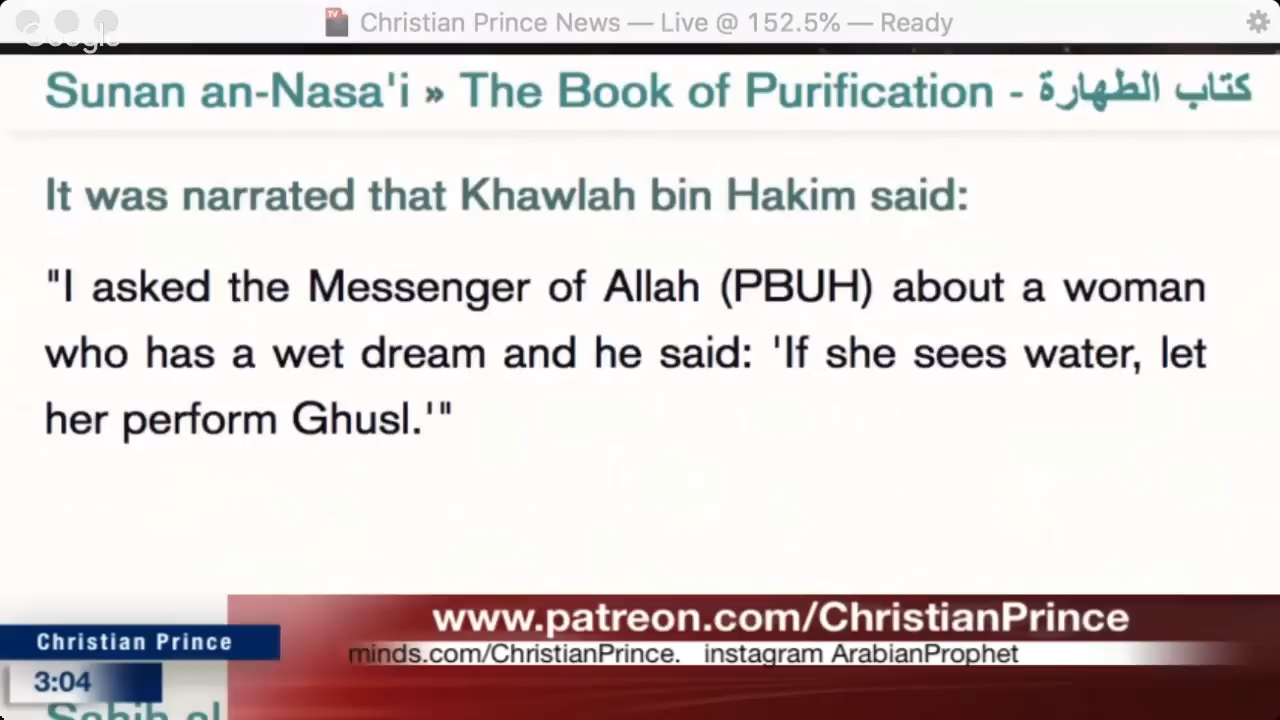 Christian Prince News — Live @ 152.5% — Ready
Google
Sunan an-Nasa'i » The Book of Purification - كتاب الطهارة
It was narrated that Khawlah bin Hakim said:
"I asked the Messenger of Allah (PBUH) about a woman
who has a wet dream and he said: 'If she sees water, let
her perform Ghusl.'"
www.patreon.com/ChristianPrince
Christian Prince
minds.com/ChristianPrince. instagram ArabianProphet
3:04